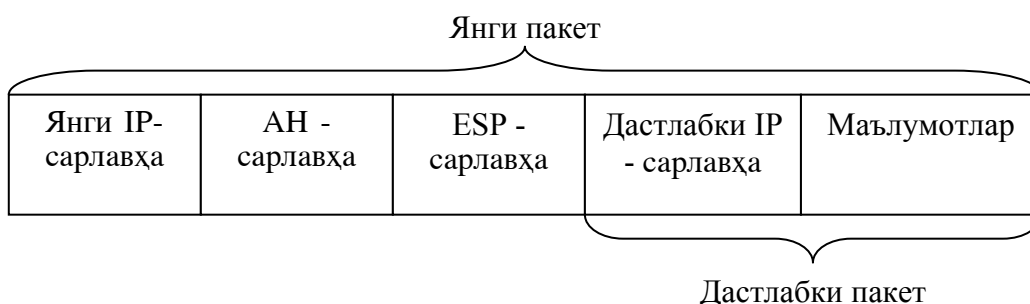 Янги пакет
Янги IP-
сарлавҳа
AH -
сарлавҳа
ESP -
сарлавҳа
Дастлабки IP
- сарлавҳа
Маълумотлар
Дастлабки пакет